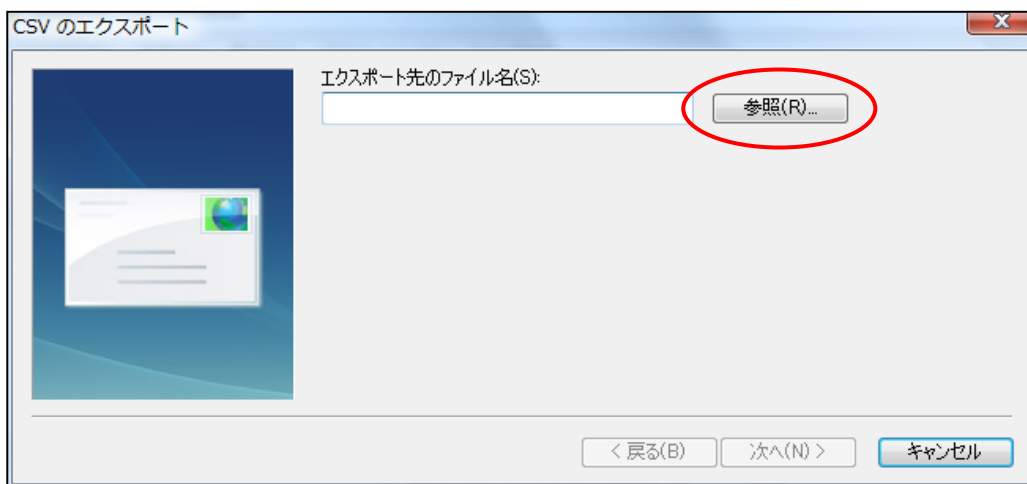 CSV のエクスポート
エクスポート先のファイル名(S):
参照(R)...
< 戻る(B)
次へ(N) >
キャンセル